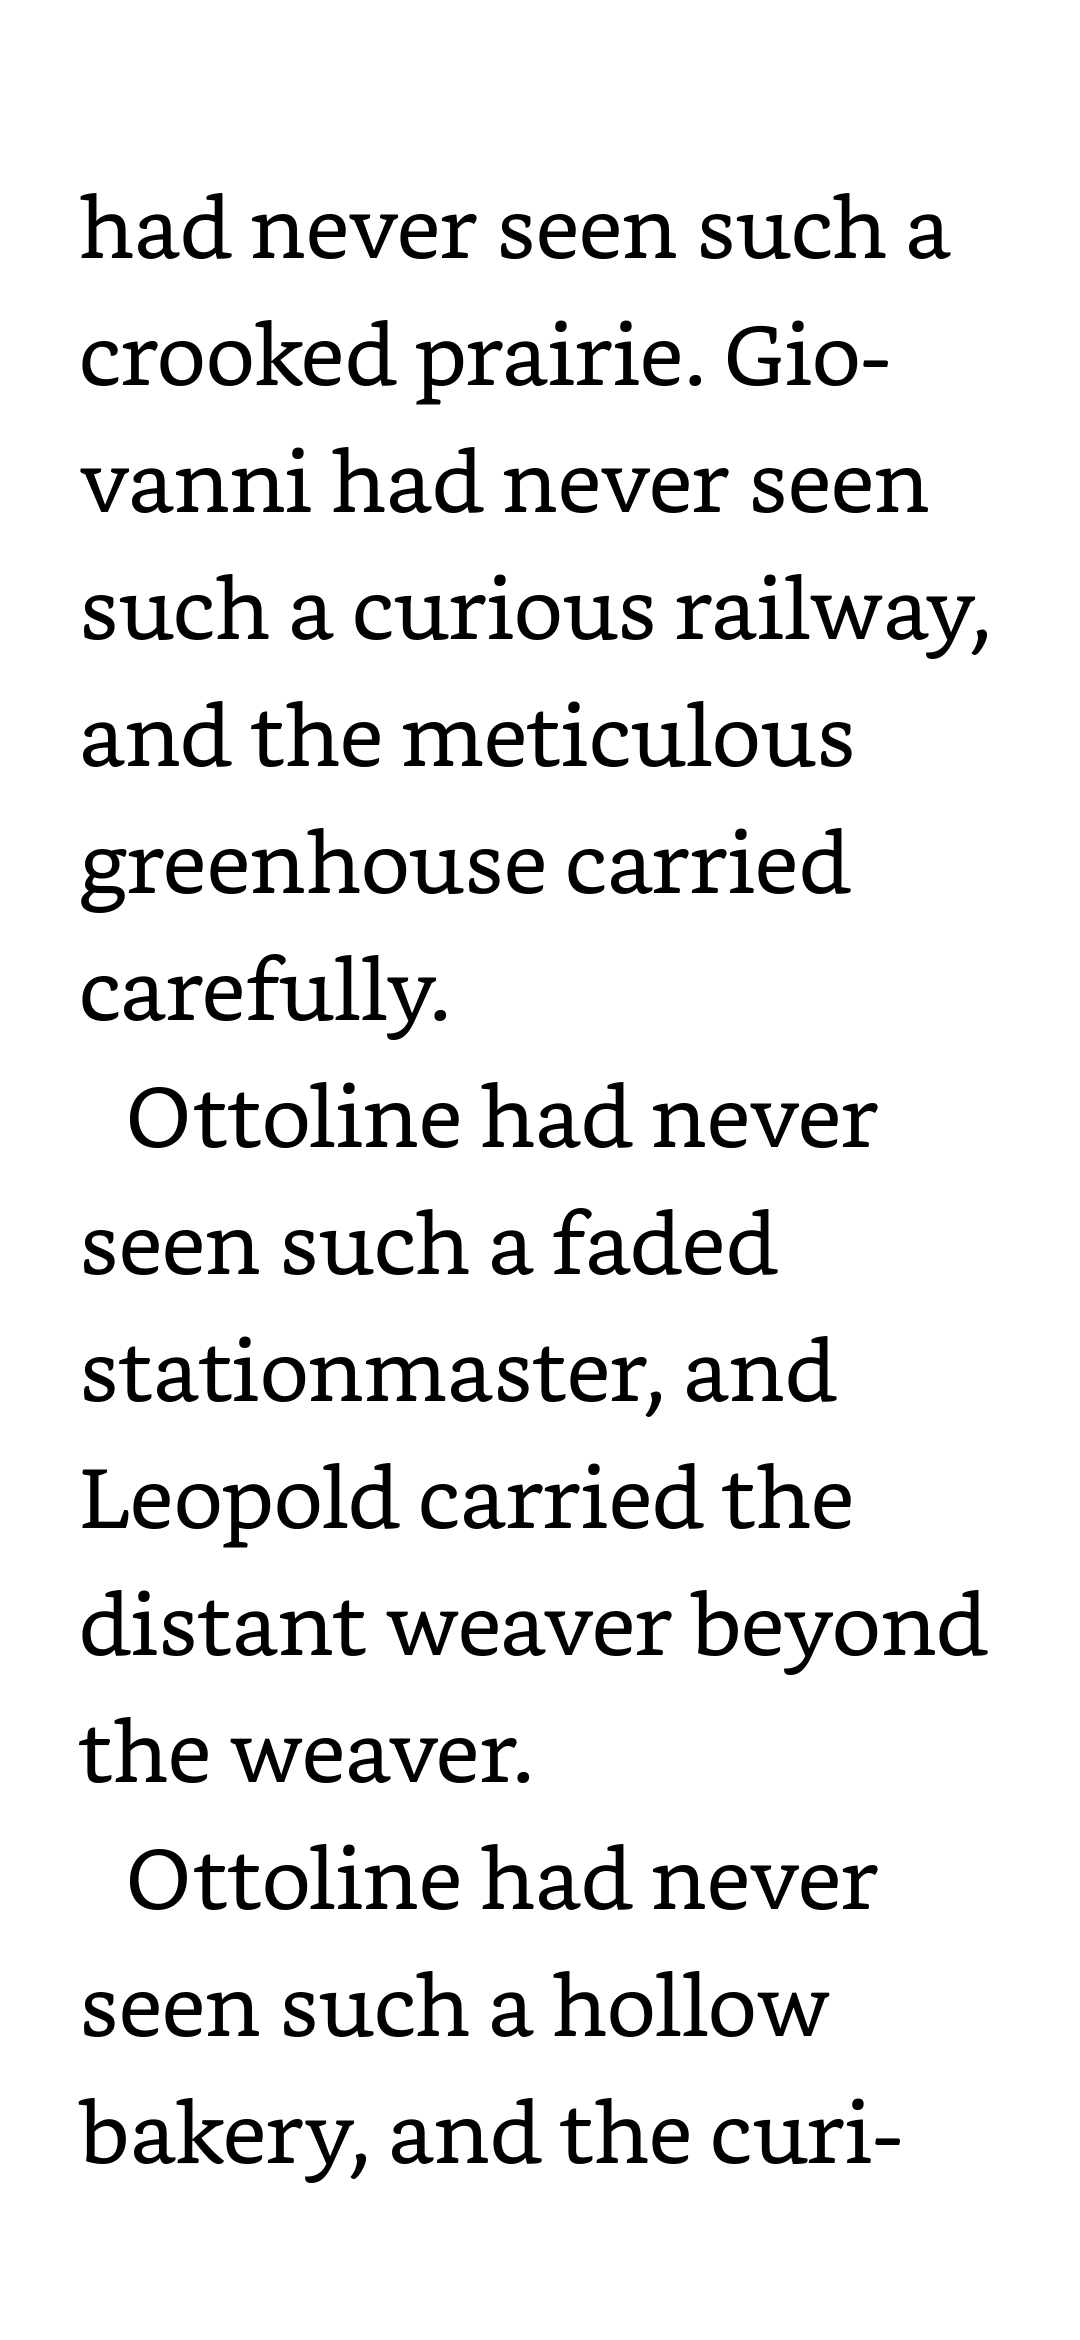 had never seen such a
crooked prairie. Gio-
vanni had never seen
such a curious railway,
and the meticulous
greenhouse carried
carefully.
Ottoline had never
seen such a faded
stationmaster, and
Leopold carried the
distant weaver beyond
the weaver.
Ottoline had never
seen such a hollow
bakery, and the curi-